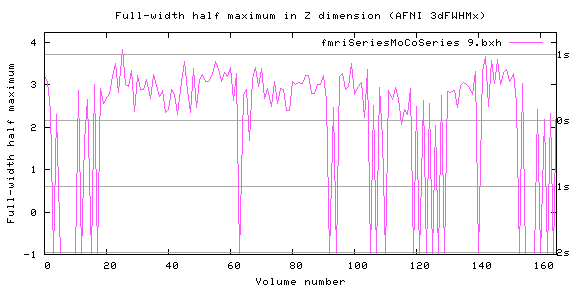 Full-width half maximum in Z dimension (AFNI 3dFWHMx)
fmriSeriesMoCoSeries 9.bxh
Full-width half maximum
4
3
2
1
0
-1
1s
0s
1s
2s
0 20 40 60 80 100 120 140 160
Volume number